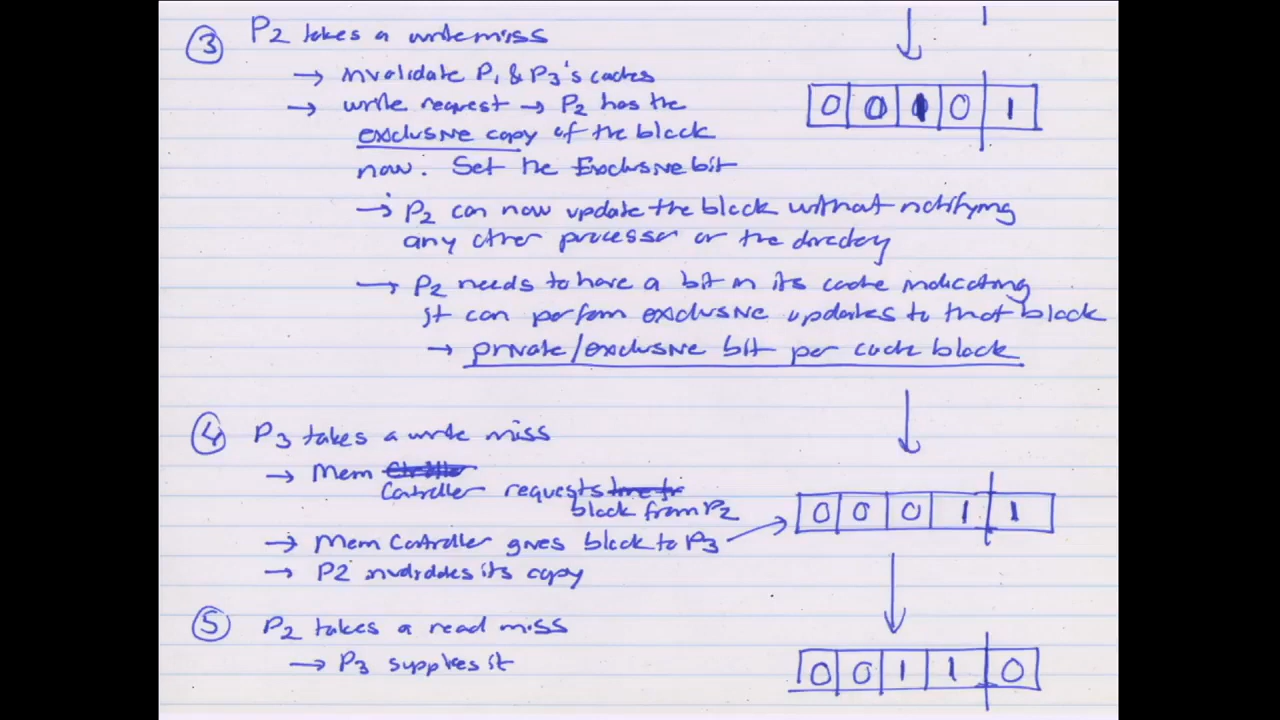 ③ P2 takes a write miss
→ Invalidate P1 & P3's caches
→ write request → P2 has the
exclusive copy of the block
now. Set the Exclusive bit
0 0 1 0 1
→ P2 can now update the block without notifying
any other processor or the directory
→ P2 needs to have a bit in its cache indicating
it can perform exclusive updates to that block
→ private/exclusive bit per cache block
④ P3 takes a write miss
→ Mem
Controller requests
block from P2
→ Mem Controller gives block to P3
→ P2 invalidates its copy
0 0 0 1 1
⑤ P2 takes a read miss
→ P3 supplies it
0 0 1 1 0